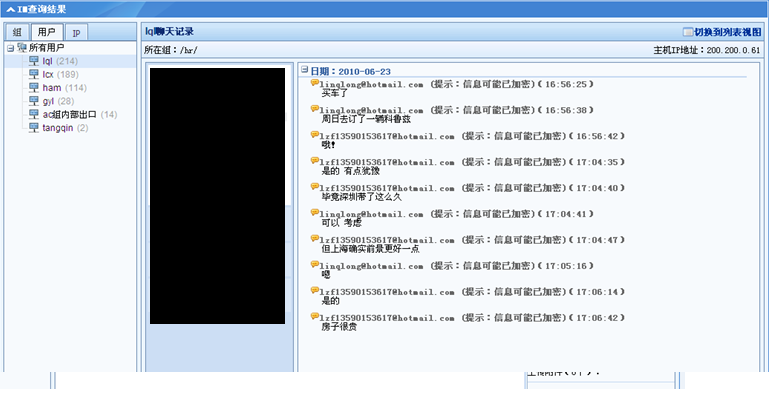 IM查询结果
组 用户 IP
所有用户
lql (214)
lcx (189)
ham (114)
gyl (28)
ac组内部出口 (14)
tangqin (2)
lql聊天记录
切换到列表视图
所在组：/hr/
主机IP地址：200.200.0.61
日期：2010-06-23
linqlong@hotmail.com (提示：信息可能已加密)(16:56:25)
买车了
linqlong@hotmail.com (提示：信息可能已加密)(16:56:38)
周日去订了一辆科鲁兹
lzf13590153617@hotmail.com (提示：信息可能已加密)(16:56:42)
哦!
lzf13590153617@hotmail.com (提示：信息可能已加密)(17:04:35)
是的 有点犹豫
lzf13590153617@hotmail.com (提示：信息可能已加密)(17:04:40)
毕竟深圳带了这么久
linqlong@hotmail.com (提示：信息可能已加密)(17:04:41)
可以 考虑
lzf13590153617@hotmail.com (提示：信息可能已加密)(17:04:47)
但上海确实前景更好一点
linqlong@hotmail.com (提示：信息可能已加密)(17:05:16)
嗯
lzf13590153617@hotmail.com (提示：信息可能已加密)(17:06:14)
是的
lzf13590153617@hotmail.com (提示：信息可能已加密)(17:06:42)
房子很贵